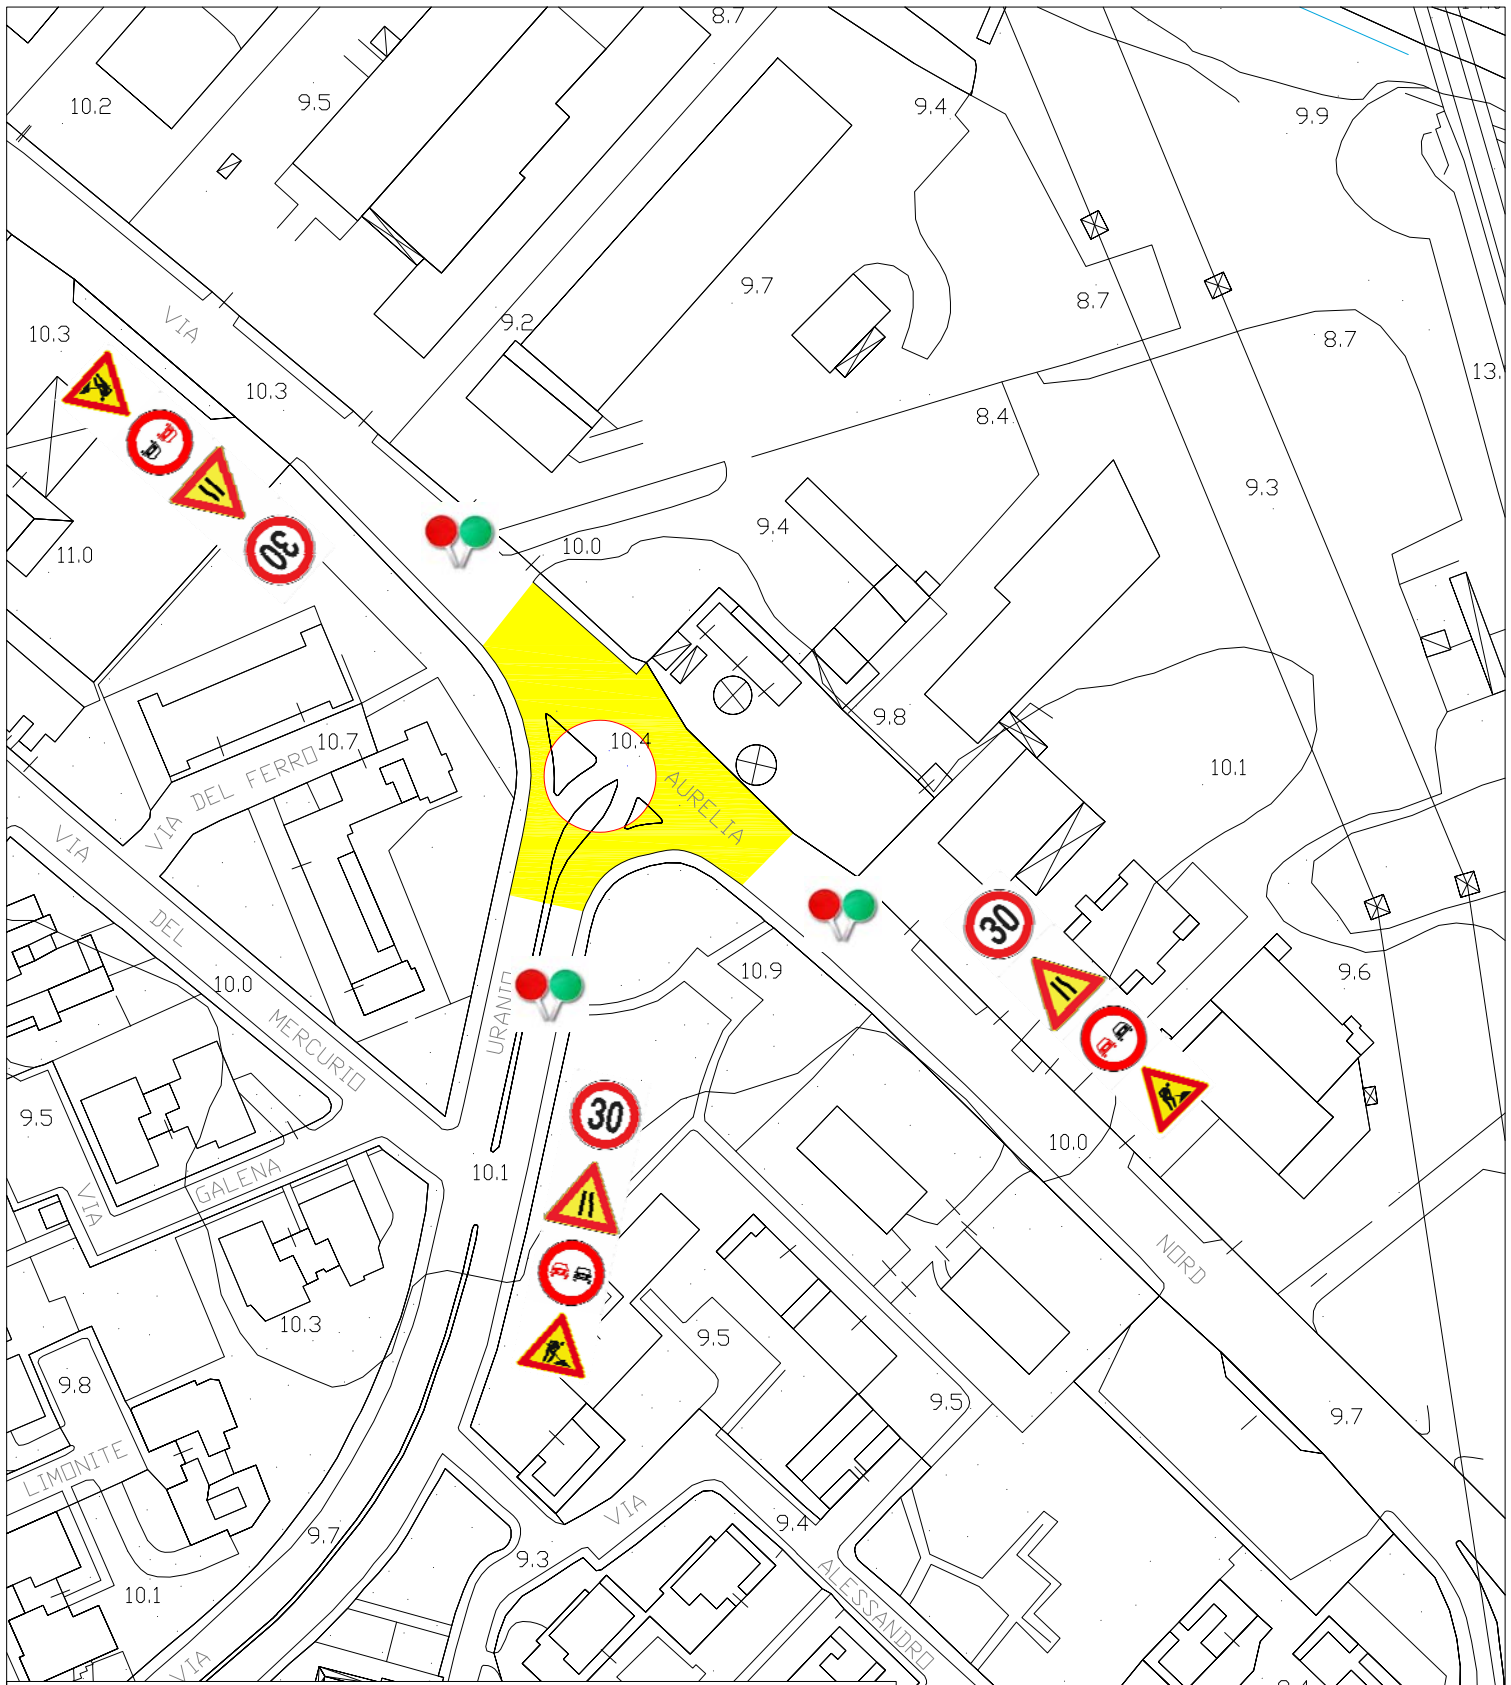 8.7
10.2
9.5
9.4
9.9
VIA
9.7
8.7
10.3
9.2
8.7
10.3
13.
8.4
9.3
9.4
11.0
10.0
30
9.8
10.7
10.4
10.1
VIA DEL FERRO
AURELIA
VIA
DEL
MERCURIO
30
10.9
9.6
10.0
URANIO
9.5
30
10.0
10.1
VIA
GALENA
NORD
10.3
9.5
9.8
9.5
9.7
LIMONITE
VIA
9.7
9.4
9.3
10.1
ALESSANDRO
VIA